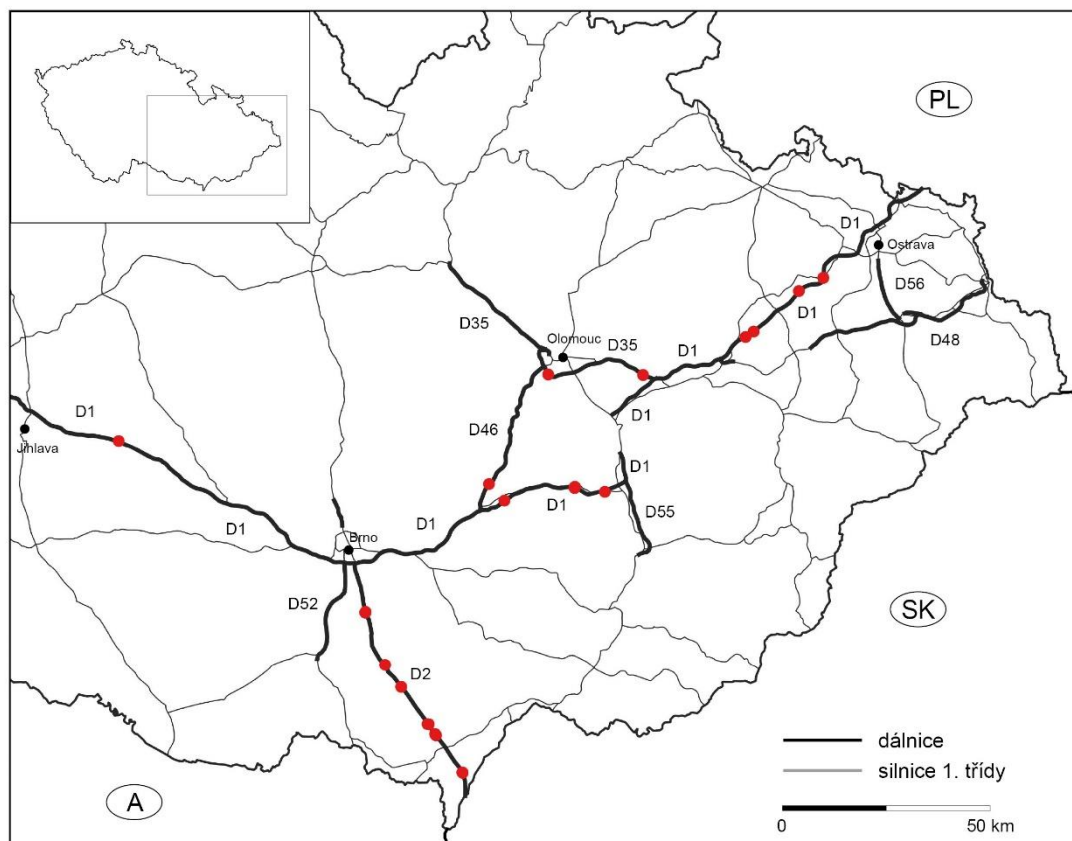 PL
D1
Ostrava
D56
D1
D35
Olomouc
D35
D1
D48
D1
D1
Jihlava
D46
D1
D1
D55
D1
D1
Brno
D52
SK
D2
dálnice
silnice 1. třídy
A
0
50 km